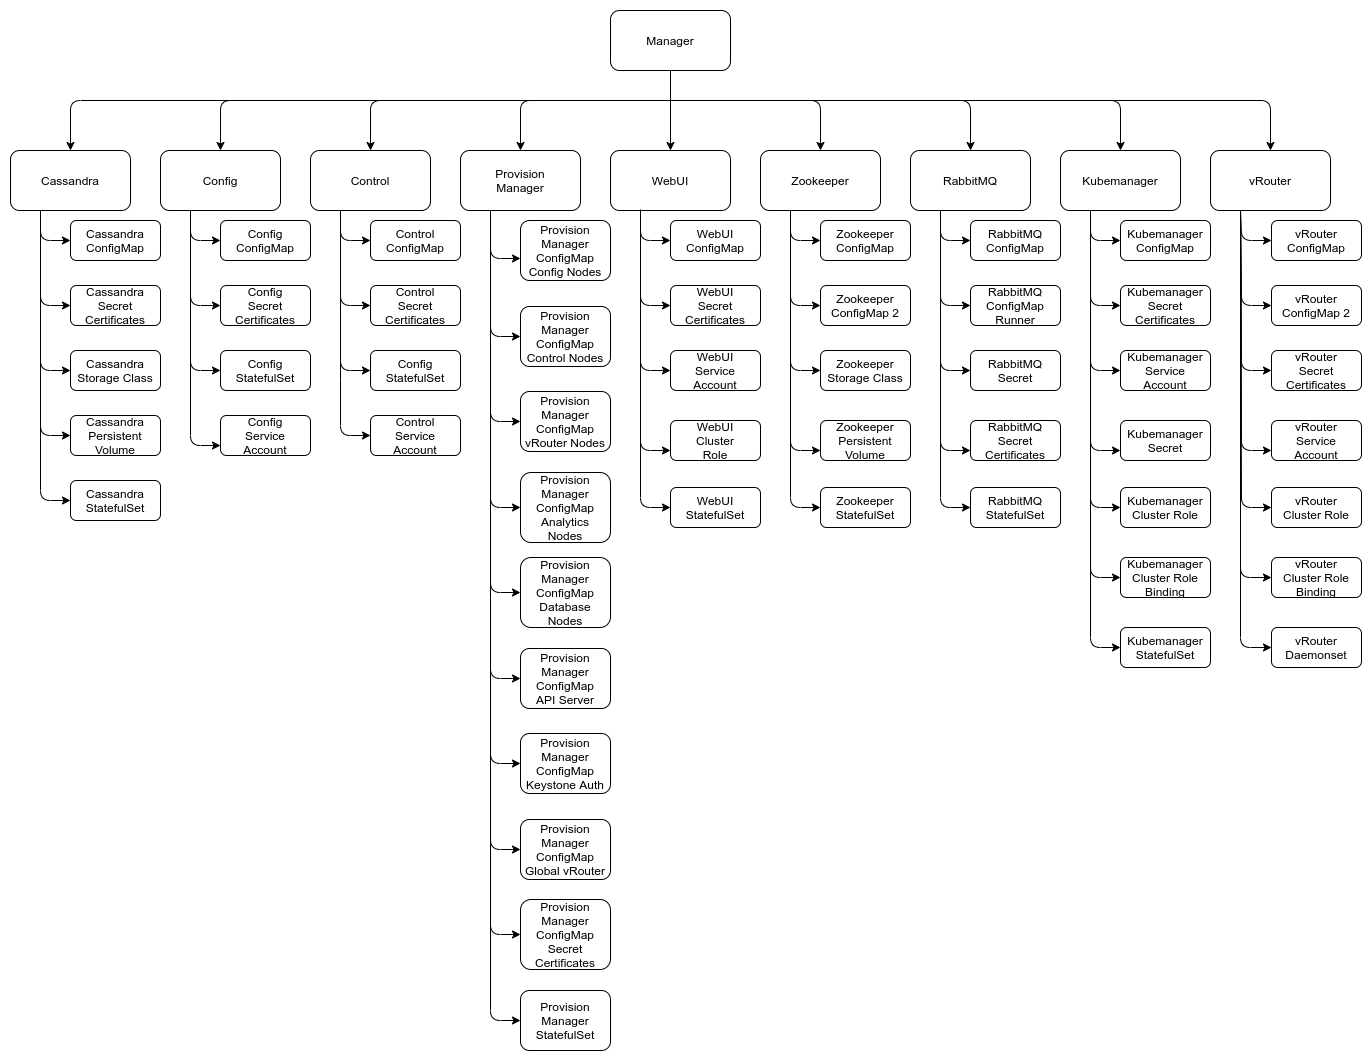 Manager
Cassandra
Config
Control
Provision
Manager
WebUI
Zookeeper
RabbitMQ
Kubemanager
vRouter
Cassandra
ConfigMap
Cassandra
Secret
Certificates
Cassandra
Storage Class
Cassandra
Persistent
Volume
Cassandra
StatefulSet
Config
ConfigMap
Config
Secret
Certificates
Config
StatefulSet
Config
Service
Account
Control
ConfigMap
Control
Secret
Certificates
Config
StatefulSet
Control
Service
Account
Provision
Manager
ConfigMap
Config Nodes
Provision
Manager
ConfigMap
Control Nodes
Provision
Manager
ConfigMap
vRouter Nodes
Provision
Manager
ConfigMap
Analytics
Nodes
Provision
Manager
ConfigMap
Database
Nodes
Provision
Manager
ConfigMap
API Server
Provision
Manager
ConfigMap
Keystone Auth
Provision
Manager
ConfigMap
Global vRouter
Provision
Manager
ConfigMap
Secret
Certificates
Provision
Manager
StatefulSet
WebUI
ConfigMap
WebUI
Secret
Certificates
WebUI
Service
Account
WebUI
Cluster
Role
WebUI
StatefulSet
Zookeeper
ConfigMap
Zookeeper
ConfigMap 2
Zookeeper
Storage Class
Zookeeper
Persistent
Volume
Zookeeper
StatefulSet
RabbitMQ
ConfigMap
RabbitMQ
ConfigMap
Runner
RabbitMQ
Secret
RabbitMQ
Secret
Certificates
RabbitMQ
StatefulSet
Kubemanager
ConfigMap
Kubemanager
Secret
Certificates
Kubemanager
Service
Account
Kubemanager
Secret
Kubemanager
Cluster Role
Kubemanager
Cluster Role
Binding
Kubemanager
StatefulSet
vRouter
ConfigMap
vRouter
ConfigMap 2
vRouter
Secret
Certificates
vRouter
Service
Account
vRouter
Cluster Role
vRouter
Cluster Role
Binding
vRouter
Daemonset